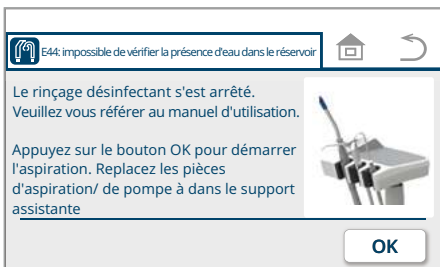 E44: impossible de vérifier la présence d'eau dans le réservoir
Le rinçage désinfectant s'est arrêté.
Veuillez vous référer au manuel d'utilisation.
Appuyez sur le bouton OK pour démarrer
l'aspiration. Replacez les pièces
d'aspiration/ de pompe à dans le support
assistante
OK